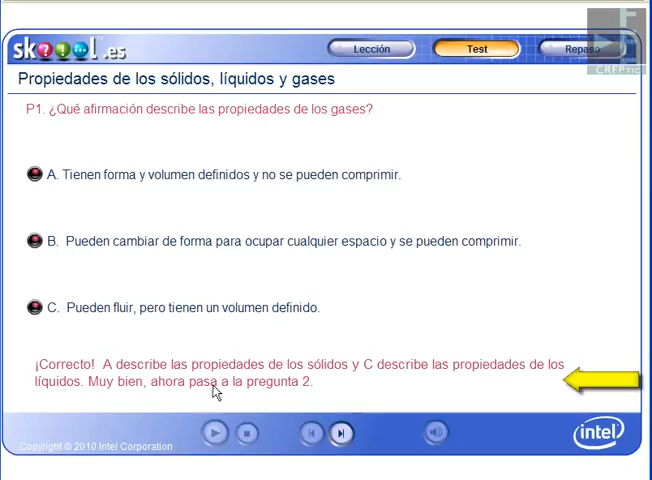 sk???l.es
Lección
Test
Repaso
CRFPTIC
Propiedades de los sólidos, líquidos y gases
P1. ¿Qué afirmación describe las propiedades de los gases?
A. Tienen forma y volumen definidos y no se pueden comprimir.
B. Pueden cambiar de forma para ocupar cualquier espacio y se pueden comprimir.
C. Pueden fluir, pero tienen un volumen definido.
¡Correcto! A describe las propiedades de los sólidos y C describe las propiedades de los
líquidos. Muy bien, ahora pasa a la pregunta 2.
Copyright © 2010 Intel Corporation
intel